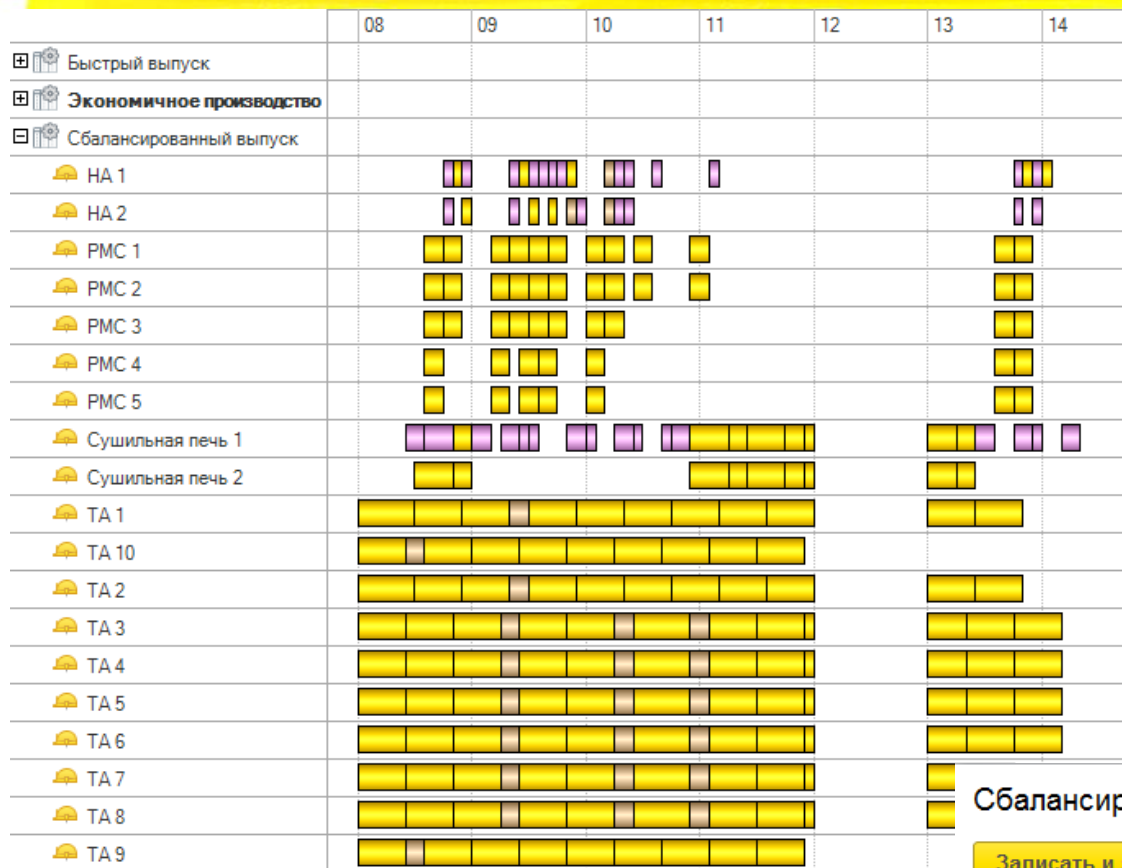 08 09 10 11 12 13 14
Быстрый выпуск
Экономичное производство
Сбалансированный выпуск
НА 1
НА 2
РМС 1
РМС 2
РМС 3
РМС 4
РМС 5
Сушильная печь 1
Сушильная печь 2
ТА 1
ТА 10
ТА 2
ТА 3
ТА 4
ТА 5
ТА 6
ТА 7
ТА 8
Сбалансир
ТА 9
Записать и